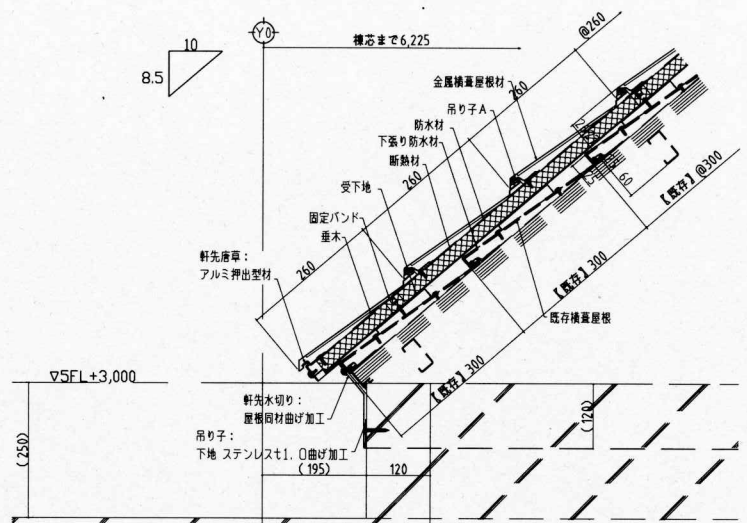 Y0
棟芯まで6,225
@260
10
8.5
金属横葺屋根材
260
吊り子A
防水材
下張り防水材
断熱材
260
受下地
60
【既存】@300
固定バンド
垂木
軒先唐草：
アルミ押出型材
260
【既存】300
既存横葺屋根
▽5FL+3,000
【既存】300
軒先水切り：
屋根同材曲げ加工
(120)
(250)
吊り子：
下地 ステンレスt1.0曲げ加工
(195)
120